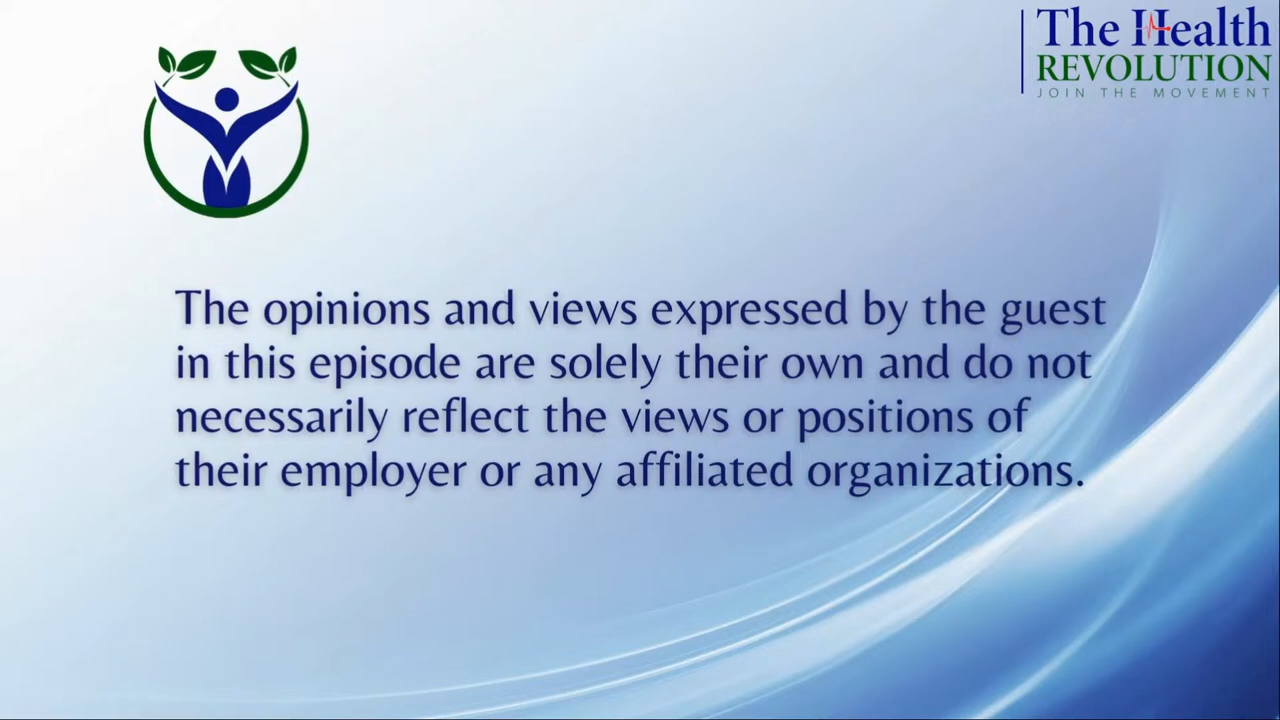 The Health
REVOLUTION
JOIN THE MOVEMENT
The opinions and views expressed by the guest
in this episode are solely their own and do not
necessarily reflect the views or positions of
their employer or any affiliated organizations.